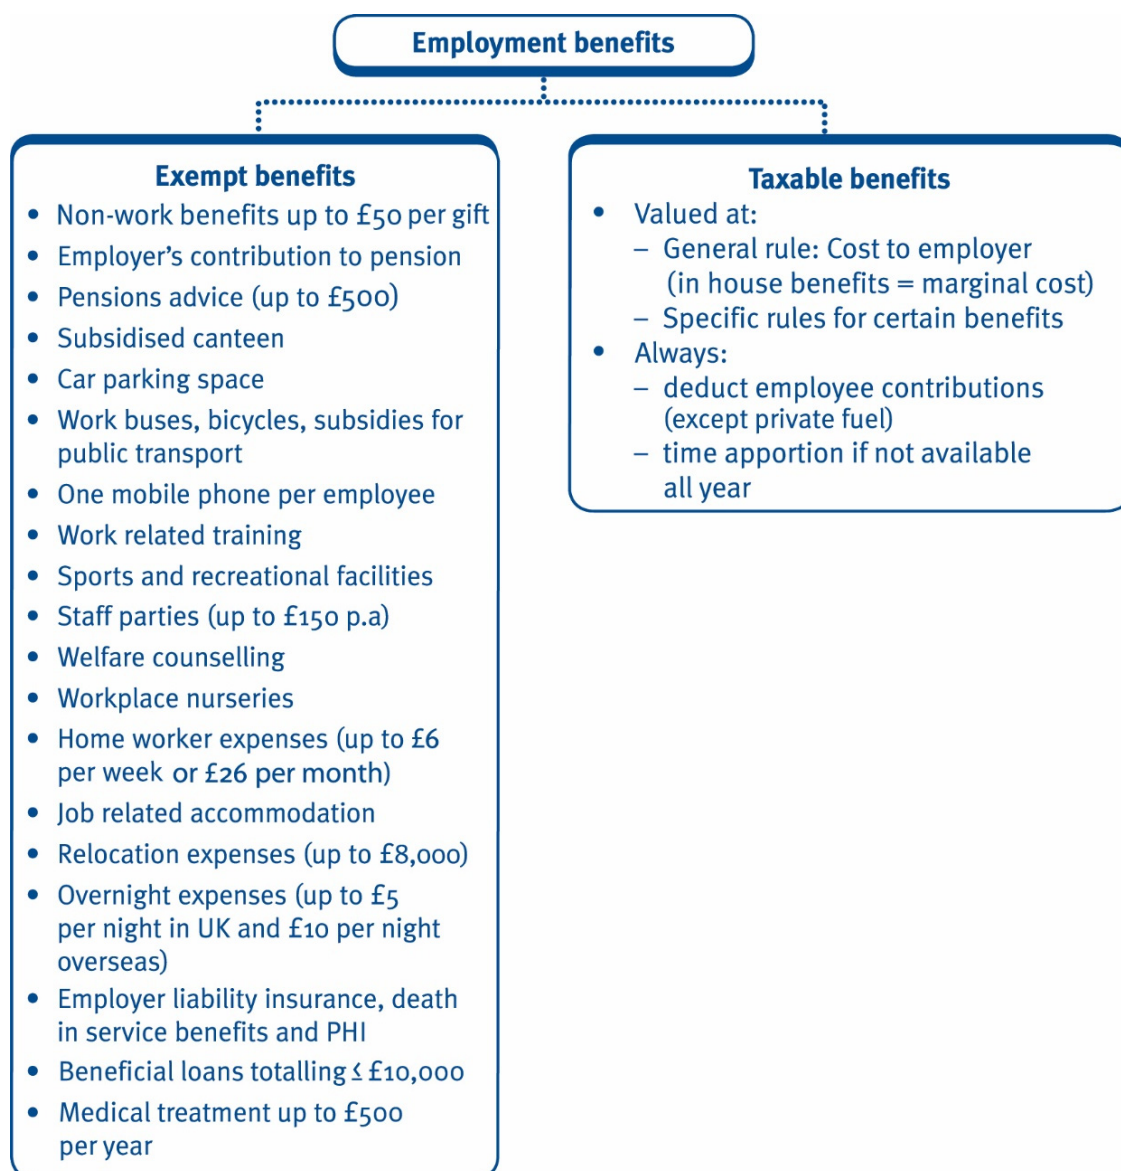 Employment benefits
Exempt benefits
• Non-work benefits up to £50 per gift
• Employer’s contribution to pension
• Pensions advice (up to £500)
• Subsidised canteen
• Car parking space
• Work buses, bicycles, subsidies for
public transport
• One mobile phone per employee
• Work related training
• Sports and recreational facilities
• Staff parties (up to £150 p.a)
• Welfare counselling
• Workplace nurseries
• Home worker expenses (up to £6
per week or £26 per month)
• Job related accommodation
• Relocation expenses (up to £8,000)
• Overnight expenses (up to £5
per night in UK and £10 per night
overseas)
• Employer liability insurance, death
in service benefits and PHI
• Beneficial loans totalling ≤ £10,000
• Medical treatment up to £500
per year
Taxable benefits
• Valued at:
– General rule: Cost to employer
(in house benefits = marginal cost)
– Specific rules for certain benefits
• Always:
– deduct employee contributions
(except private fuel)
– time apportion if not available
all year